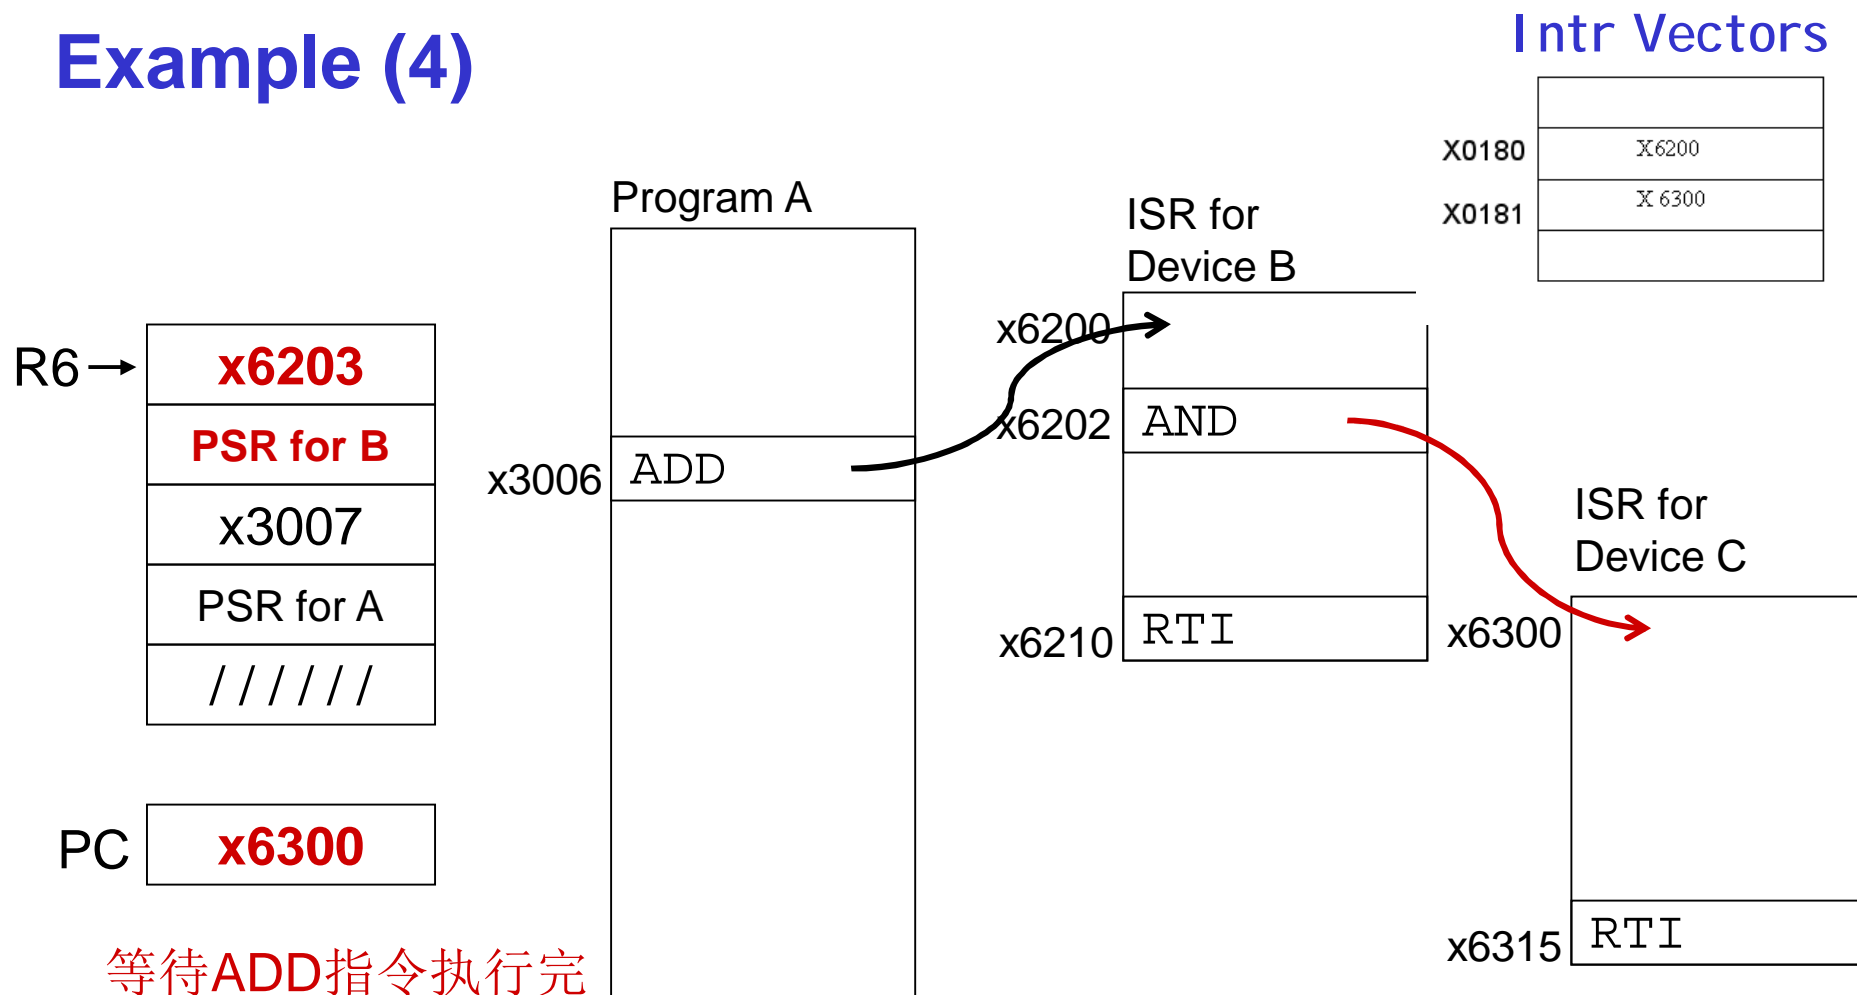 Example (4)
Intr Vectors
X0180
X6200
X0181
X 6300
Program A
ISR for
Device B
x6200
x6202
AND
x6210
RTI
R6
x6203
PSR for B
x3007
PSR for A
//////
x3006
ADD
ISR for
Device C
x6300
x6315
RTI
PC
x6300
等待ADD指令执行完